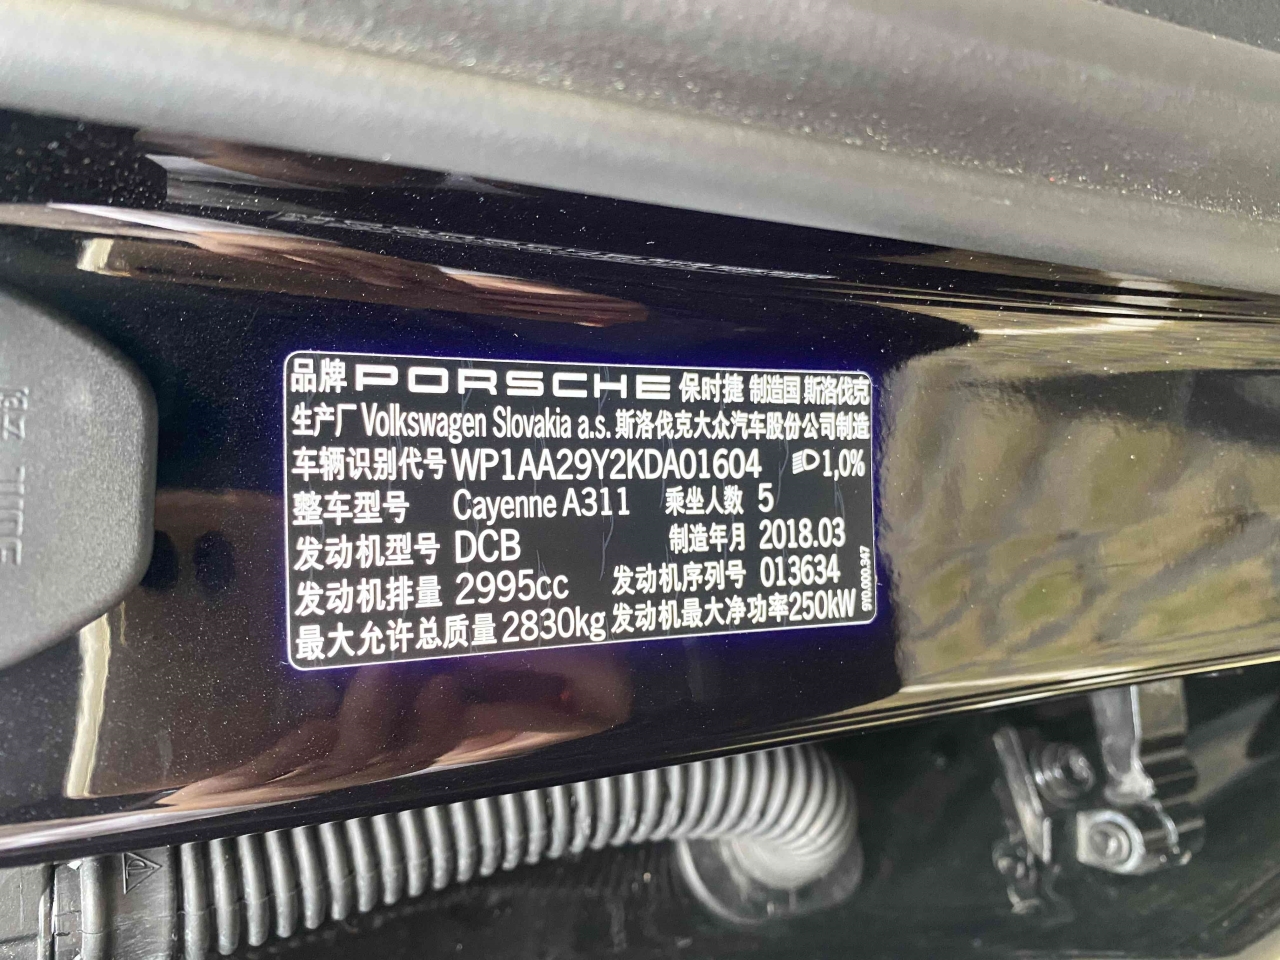 品牌 PORSCHE 保时捷 制造国 斯洛伐克
生产厂 Volkswagen Slovakia a.s. 斯洛伐克大众汽车股份公司制造
车辆识别代号 WP1AA29Y2KDA01604 1,0%
整车型号 Cayenne A311 乘坐人数 5
发动机型号 DCB 制造年月 2018.03
发动机排量 2995cc 发动机序列号 013634
最大允许总质量 2830kg 发动机最大净功率 250kW
9Y0.000.347